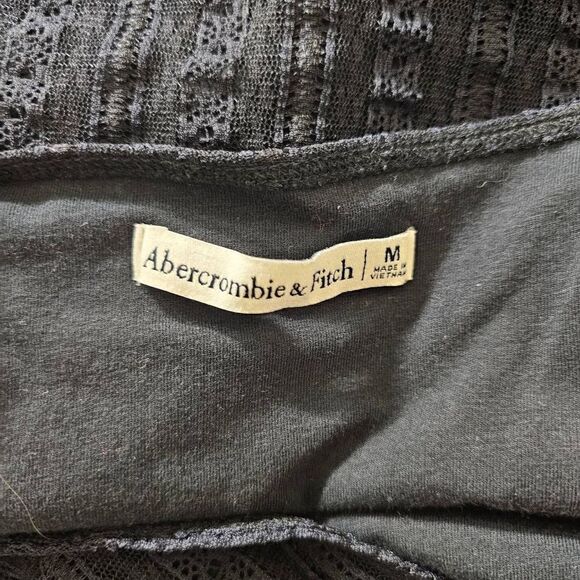 Abercrombie & Fitch | M
MADE IN
VIETNAM